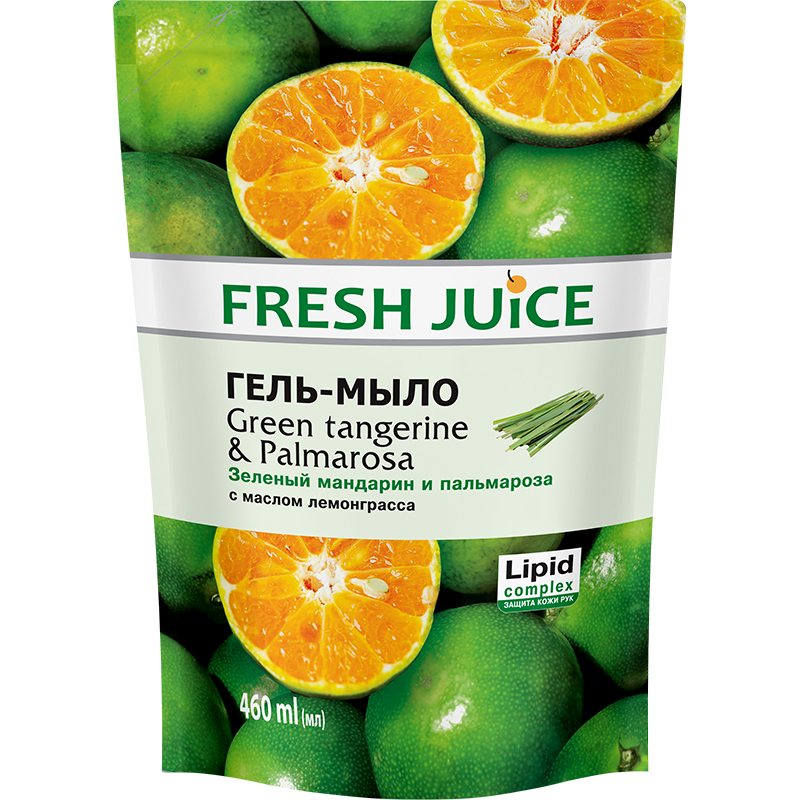 FRESH JUICE
ГЕЛЬ-МЫЛО
Green tangerine
& Palmarosa
Зеленый мандарин и пальмароза
с маслом лемонграсса
Lipid
complex
ЗАЩИТА КОЖИ РУК
460 ml (мл)